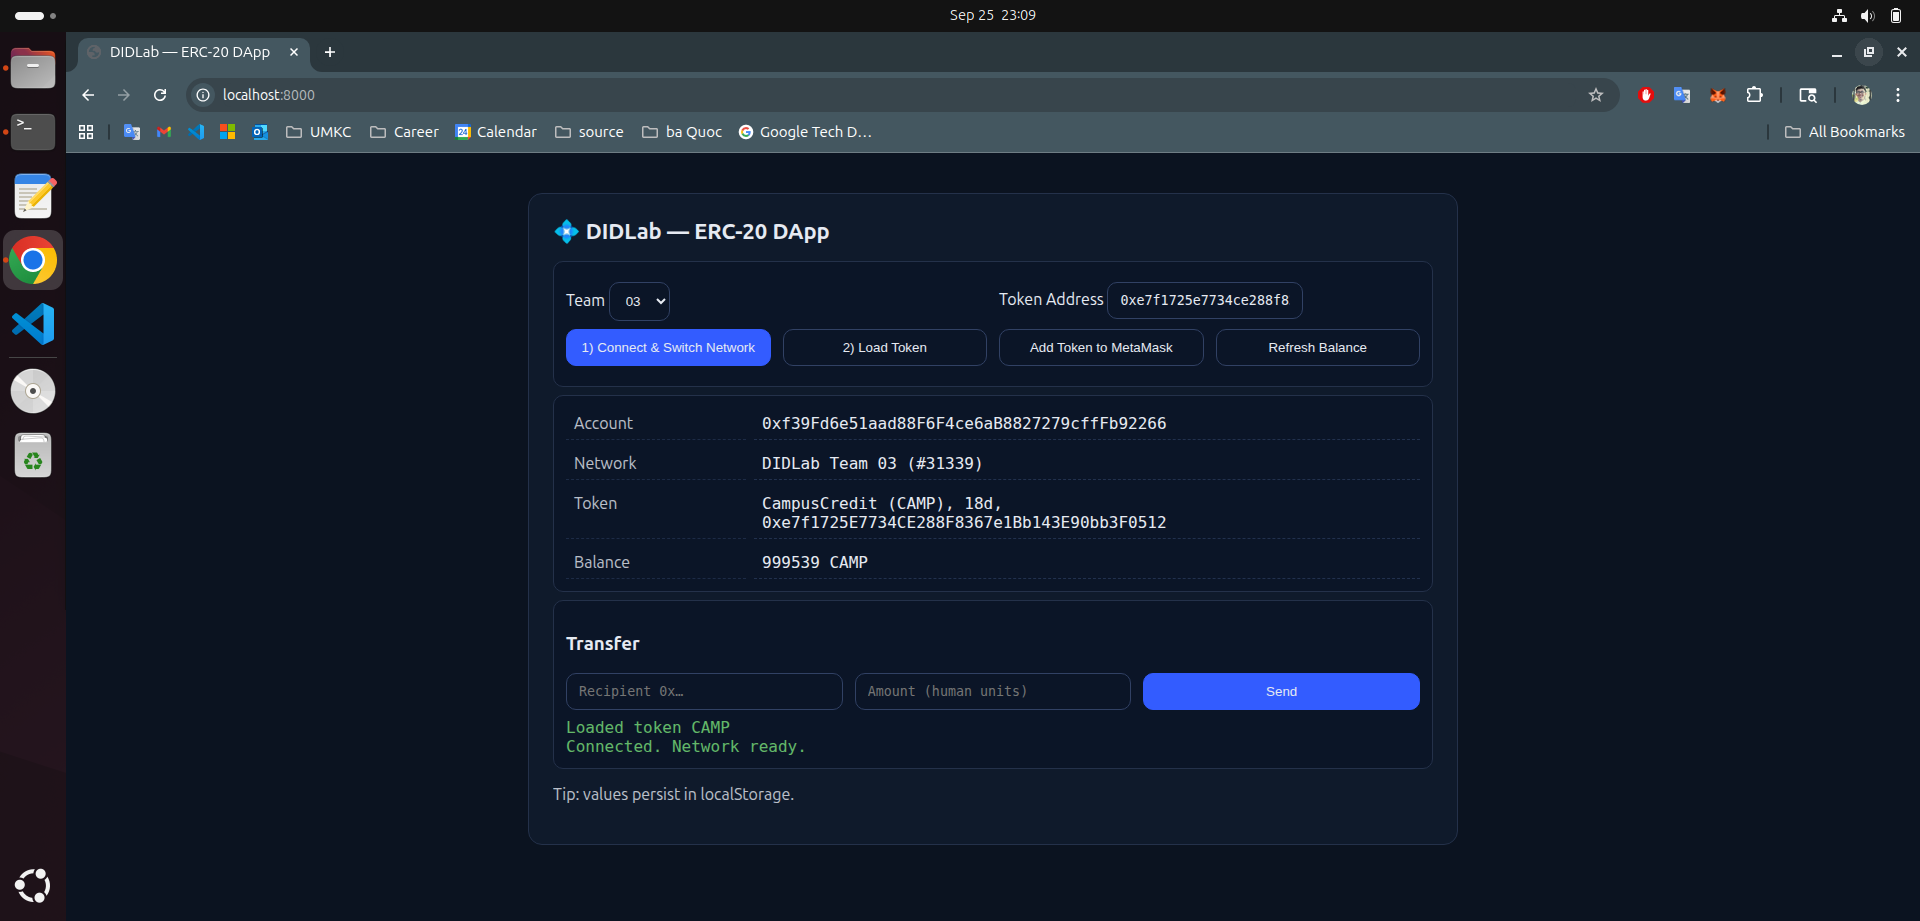 Sep 25 23:09
DIDLab — ERC-20 DApp
localhost:8000
UMKC
Career
24
Calendar
source
ba Quoc
Google Tech D...
All Bookmarks
DIDLab — ERC-20 DApp
Team 03
Token Address 0xe7f1725e7734ce288f8
1) Connect & Switch Network
2) Load Token
Add Token to MetaMask
Refresh Balance
Account 0xf39Fd6e51aad88F6F4ce6aB8827279cffFb92266
Network DIDLab Team 03 (#31339)
Token CampusCredit (CAMP), 18d,
0xe7f1725E7734CE288F8367e1Bb143E90bb3F0512
Balance 999539 CAMP
Transfer
Recipient 0x…
Amount (human units)
Send
Loaded token CAMP
Connected. Network ready.
Tip: values persist in localStorage.